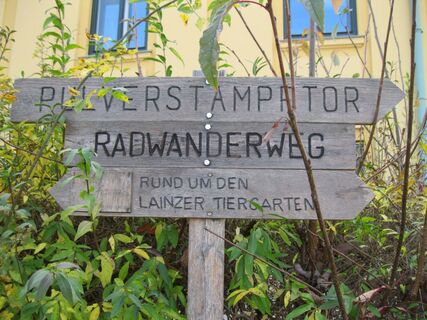 PULVERSTAMPFTOR
RADWANDERWEG
RUND UM DEN
LAINZER TIERGARTEN